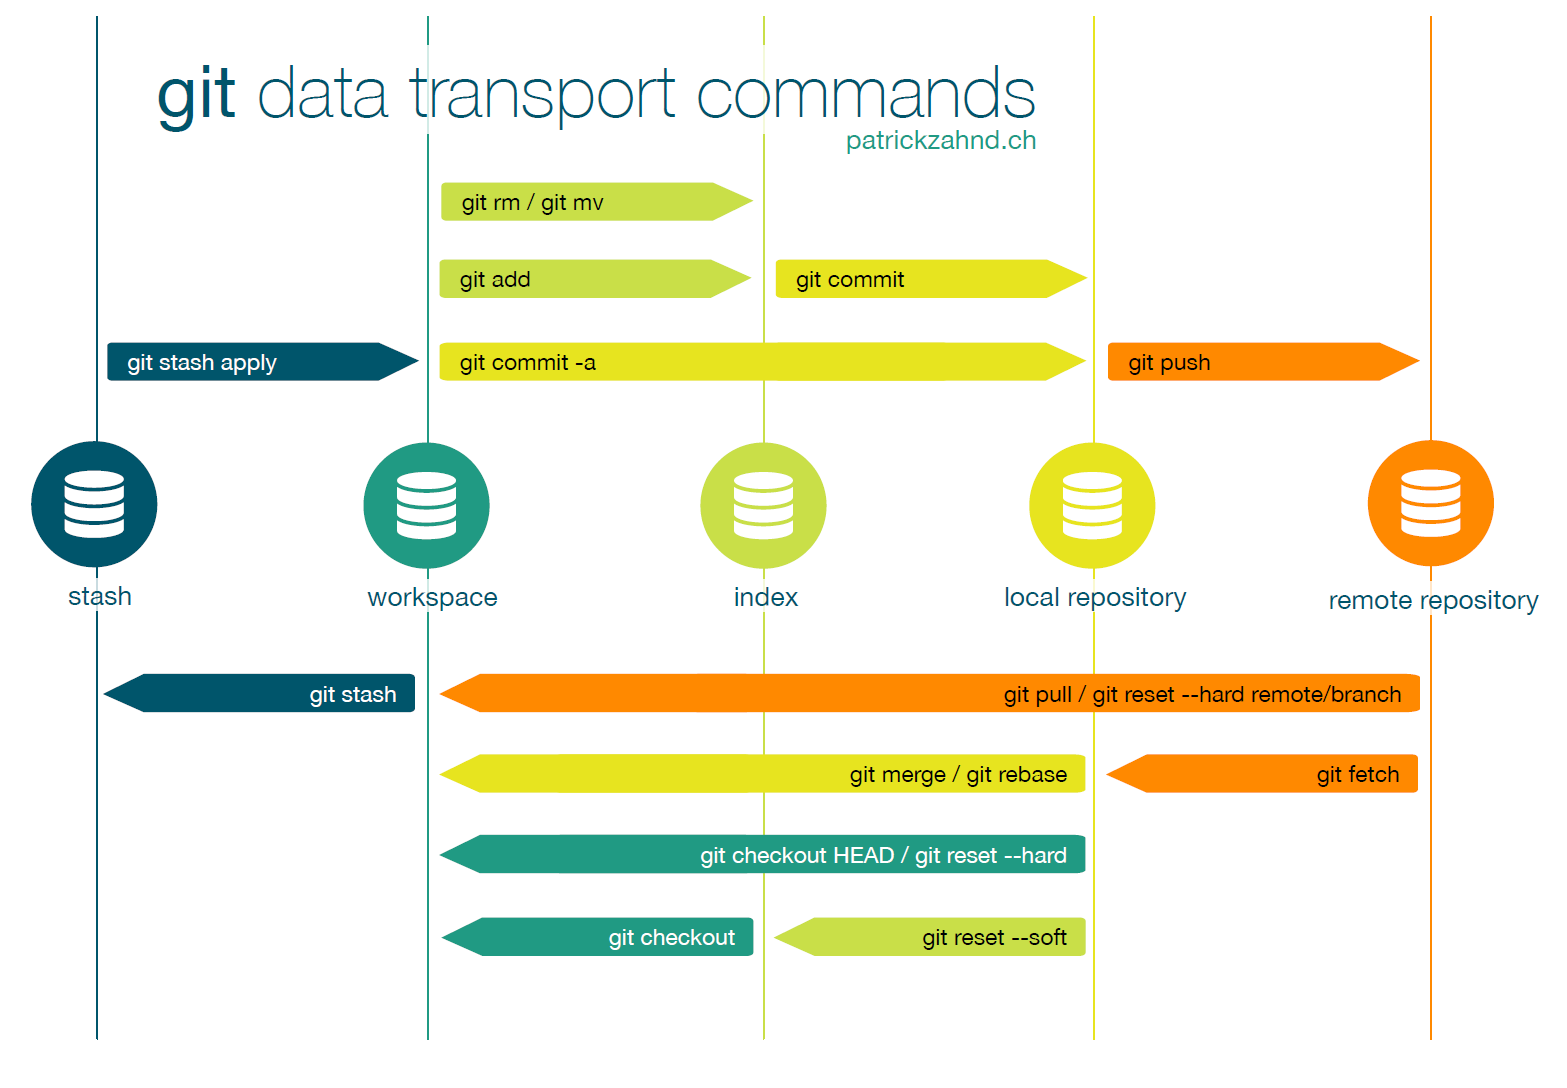 git data transport commands
patrickzahnd.ch
git rm / git mv
git add
git commit
git stash apply
git commit -a
git push
stash
workspace
index
local repository
remote repository
git stash
git pull / git reset --hard remote/branch
git merge / git rebase
git fetch
git checkout HEAD / git reset --hard
git checkout
git reset --soft